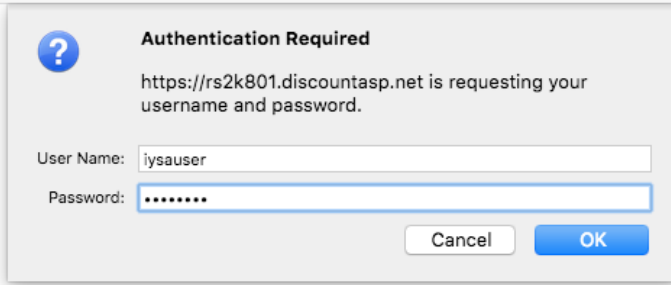 Authentication Required
https://rs2k801.discountasp.net is requesting your
username and password.
User Name: iysauser
Password: ••••••••
Cancel OK